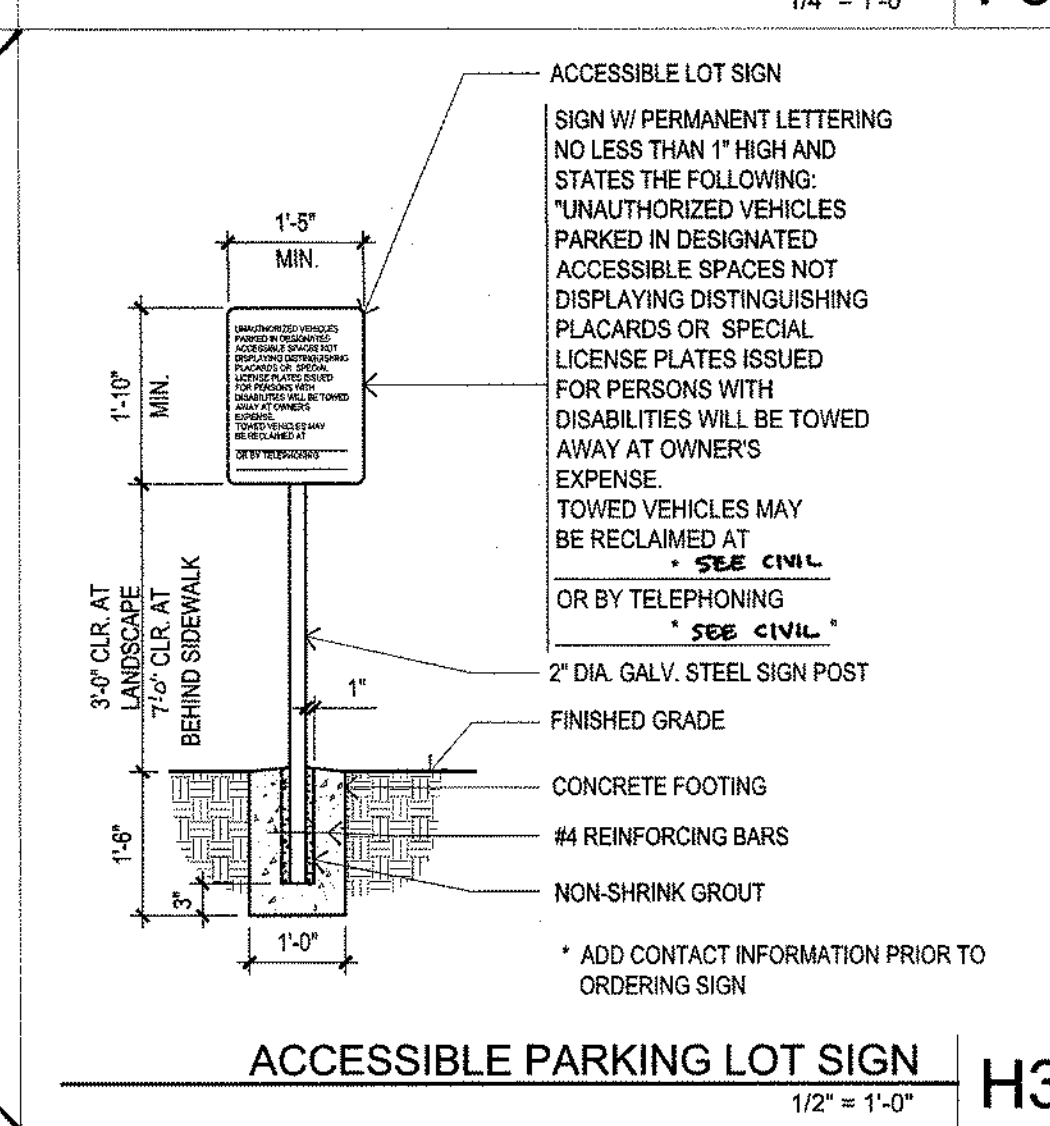 1/4" = 1'-0"
ACCESSIBLE LOT SIGN
SIGN W/ PERMANENT LETTERING
NO LESS THAN 1" HIGH AND
STATES THE FOLLOWING:
"UNAUTHORIZED VEHICLES
PARKED IN DESIGNATED
ACCESSIBLE SPACES NOT
DISPLAYING DISTINGUISHING
PLACARDS OR SPECIAL
LICENSE PLATES ISSUED
FOR PERSONS WITH
DISABILITIES WILL BE TOWED
AWAY AT OWNER'S
EXPENSE.
TOWED VEHICLES MAY
BE RECLAIMED AT
* SEE CIVIL
OR BY TELEPHONING
* SEE CIVIL "
1'-5"
MIN.
1'-10"
MIN.
UNAUTHORIZED VEHICLES
PARKED IN DESIGNATED
ACCESSIBLE SPACES NOT
DISPLAYING DISTINGUISHING
PLACARDS OR SPECIAL
LICENSE PLATES ISSUED
FOR PERSONS WITH
DISABILITIES WILL BE TOWED
AWAY AT OWNER'S
EXPENSE.
TOWED VEHICLES MAY
BE RECLAIMED AT
OR BY TELEPHONING
3'-0" CLR. AT
LANDSCAPE
7'-0" CLR. AT
BEHIND SIDEWALK
2" DIA. GALV. STEEL SIGN POST
1"
FINISHED GRADE
CONCRETE FOOTING
#4 REINFORCING BARS
NON-SHRINK GROUT
1'-6"
3"
1'-0"
* ADD CONTACT INFORMATION PRIOR TO
ORDERING SIGN
ACCESSIBLE PARKING LOT SIGN
1/2" = 1'-0"
H3